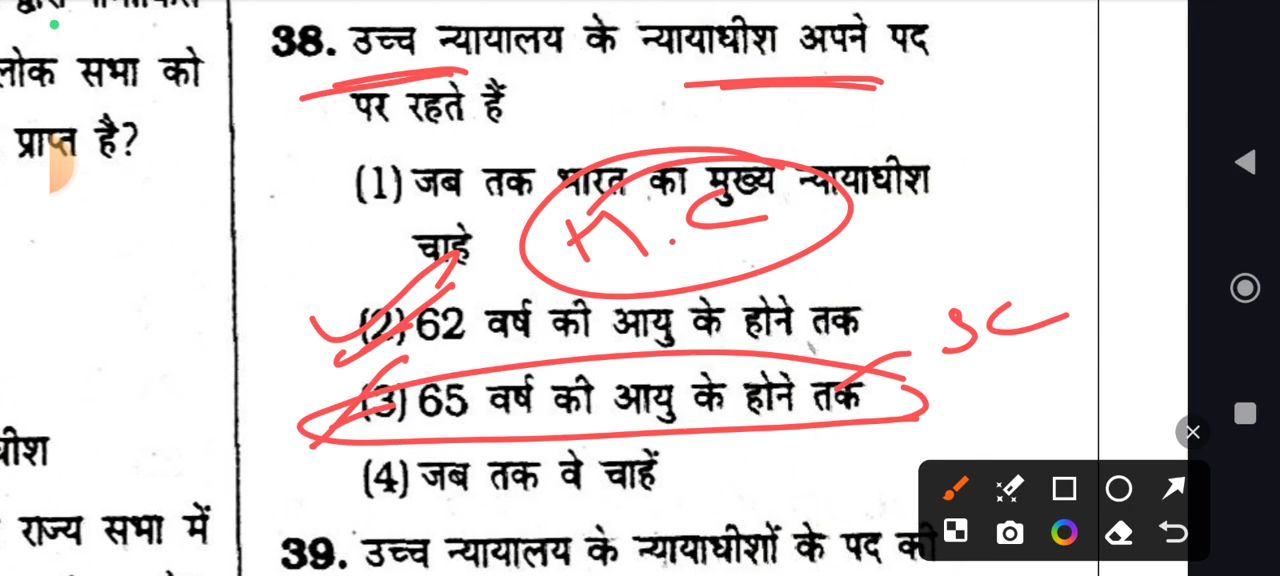 लोक सभा को
प्राप्त है?
राज्य सभा में
38. उच्च न्यायालय के न्यायाधीश अपने पद
पर रहते हैं
(1) जब तक भारत का मुख्य न्यायाधीश
चाहे
H.C
(2) 62 वर्ष की आयु के होने तक
SC
(3) 65 वर्ष की आयु के होने तक
(4) जब तक वे चाहें
39. उच्च न्यायालय के न्यायाधीशों के पद की